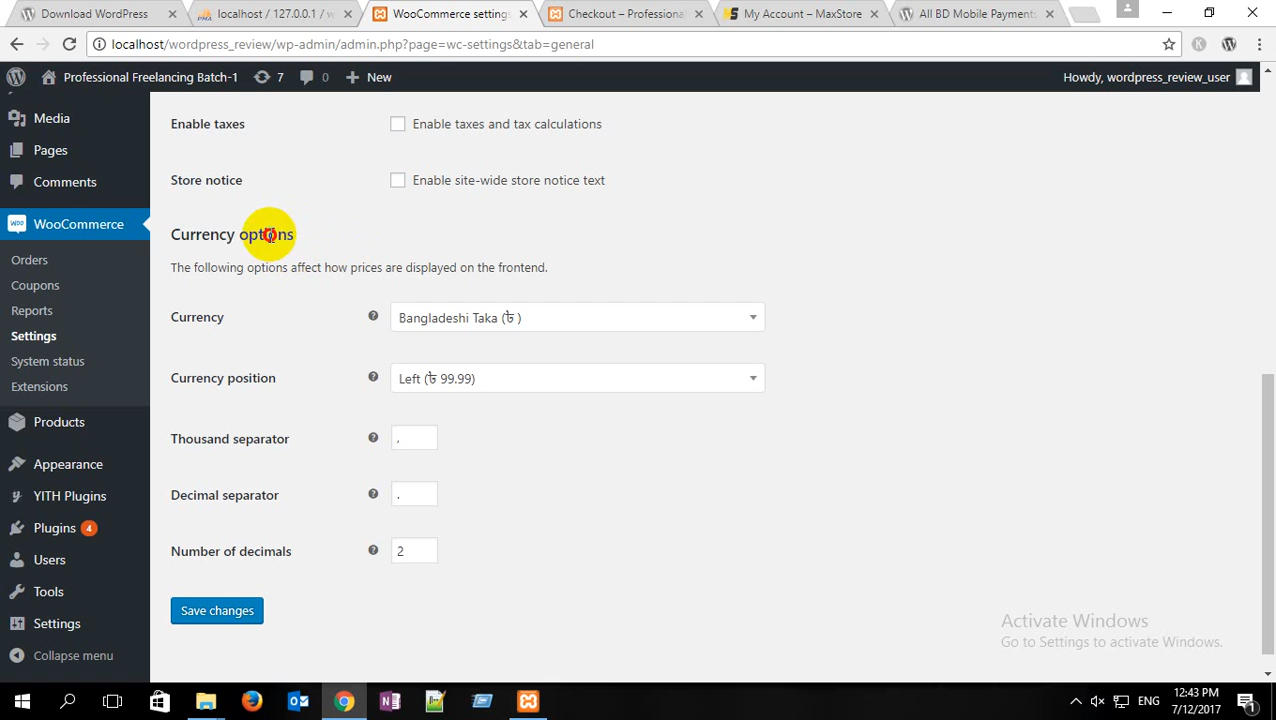 Download WordPress
localhost / 127.0.0.1 / w
WooCommerce settings
Checkout – Professional
My Account – MaxStore
All BD Mobile Payments
localhost/wordpress_review/wp-admin/admin.php?page=wc-settings&tab=general
Professional Freelancing Batch-1
7
0
New
Howdy, wordpress_review_user
Media
Pages
Comments
WooCommerce
Orders
Coupons
Reports
Settings
System status
Extensions
Products
Appearance
YITH Plugins
Plugins 4
Users
Tools
Settings
Collapse menu
Enable taxes
Enable taxes and tax calculations
Store notice
Enable site-wide store notice text
Currency options
The following options affect how prices are displayed on the frontend.
Currency
Bangladeshi Taka (৳ )
Currency position
Left (৳ 99.99)
Thousand separator
,
Decimal separator
.
Number of decimals
2
Save changes
Activate Windows
Go to Settings to activate Windows.
ENG
12:43 PM
7/12/2017
1